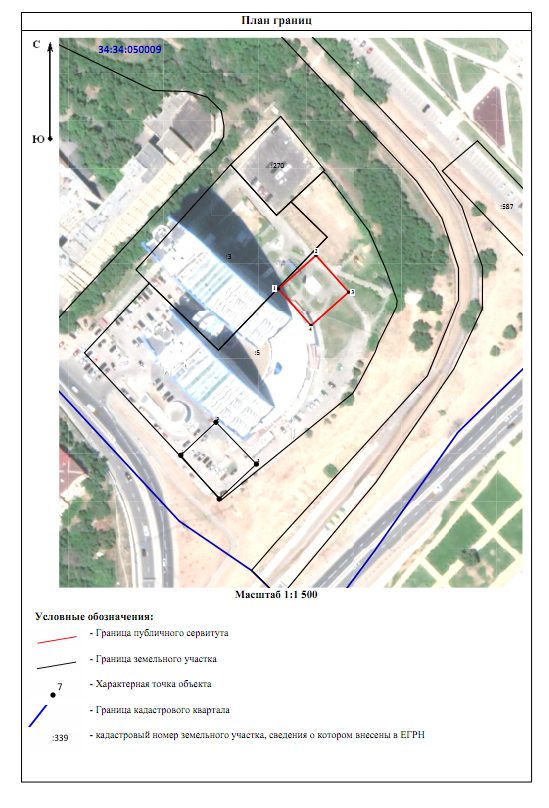 План границ
С
34:34:050009
Ю
:270
:587
:3
2
1
3
4
:5
Масштаб 1:1 500
Условные обозначения:
- Граница публичного сервитута
- Граница земельного участка
7
- Характерная точка объекта
- Граница кадастрового квартала
:339
- кадастровый номер земельного участка, сведения о котором внесены в ЕГРН